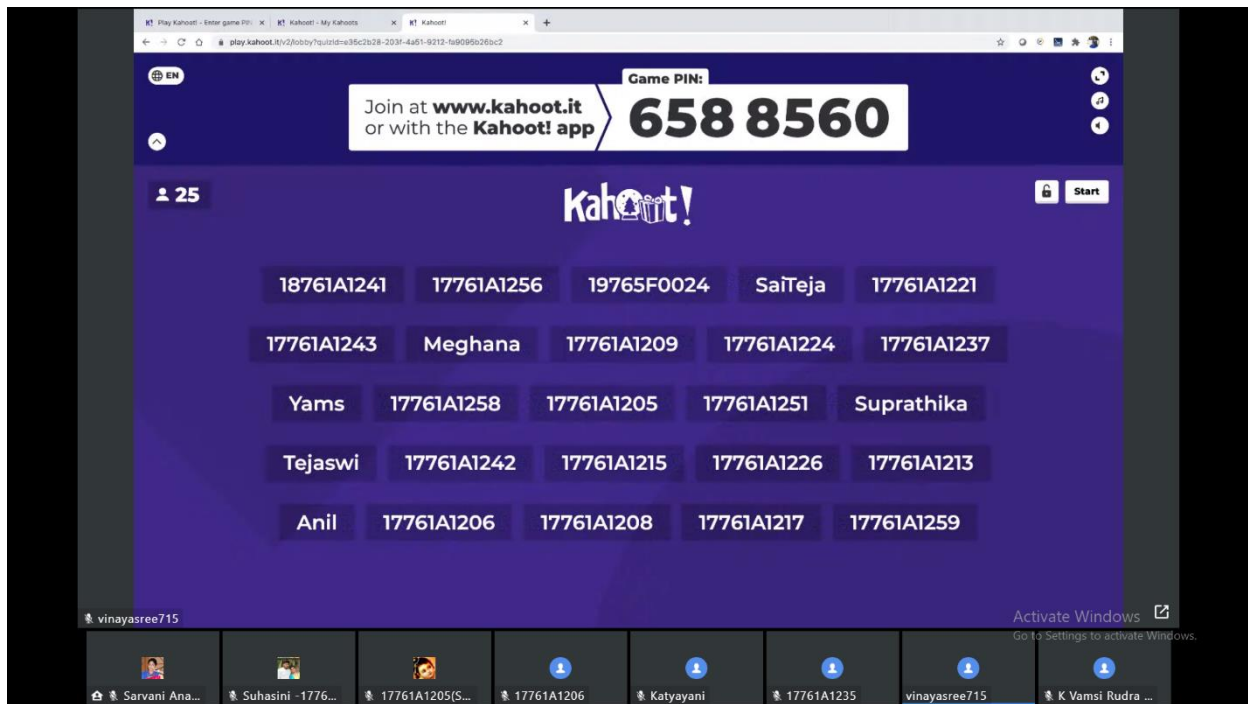 Play Kahoot! - Enter game PIN Kahoot! - My Kahoots Kahoot!
play.kahoot.it/v2/lobby?quizId=e35c2b28-203f-4a51-9212-fa9095b26bc2
EN
Game PIN:
Join at www.kahoot.it
or with the Kahoot! app
658 8560
25
Kahoot!
Start
18761A1241 17761A1256 19765F0024 SaiTeja 17761A1221
17761A1243 Meghana 17761A1209 17761A1224 17761A1237
Yams 17761A1258 17761A1205 17761A1251 Suprathika
Tejaswi 17761A1242 17761A1215 17761A1226 17761A1213
Anil 17761A1206 17761A1208 17761A1217 17761A1259
vinayasree715
Activate Windows
Go to Settings to activate Windows.
Sarvani Ana... Suhasini -1776... 17761A1205(S... 17761A1206 Katyayani 17761A1235 vinayasree715 K Vamsi Rudra ...